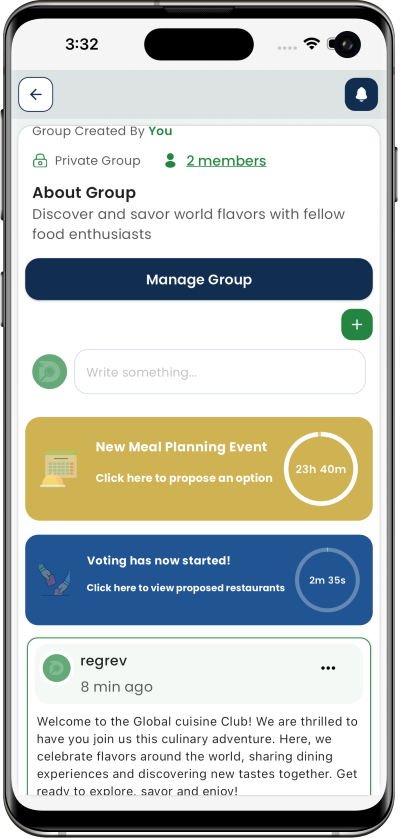 3:32
Group Created By You
Private Group 2 members
About Group
Discover and savor world flavors with fellow
food enthusiasts
Manage Group
+
Write something...
New Meal Planning Event
23h 40m
Click here to propose an option
Voting has now started!
2m 35s
Click here to view proposed restaurants
regrev
8 min ago
Welcome to the Global cuisine Club! We are thrilled to
have you join us this culinary adventure. Here, we
celebrate flavors around the world, sharing dining
experiences and discovering new tastes together. Get
ready to explore, savor and enjoy!